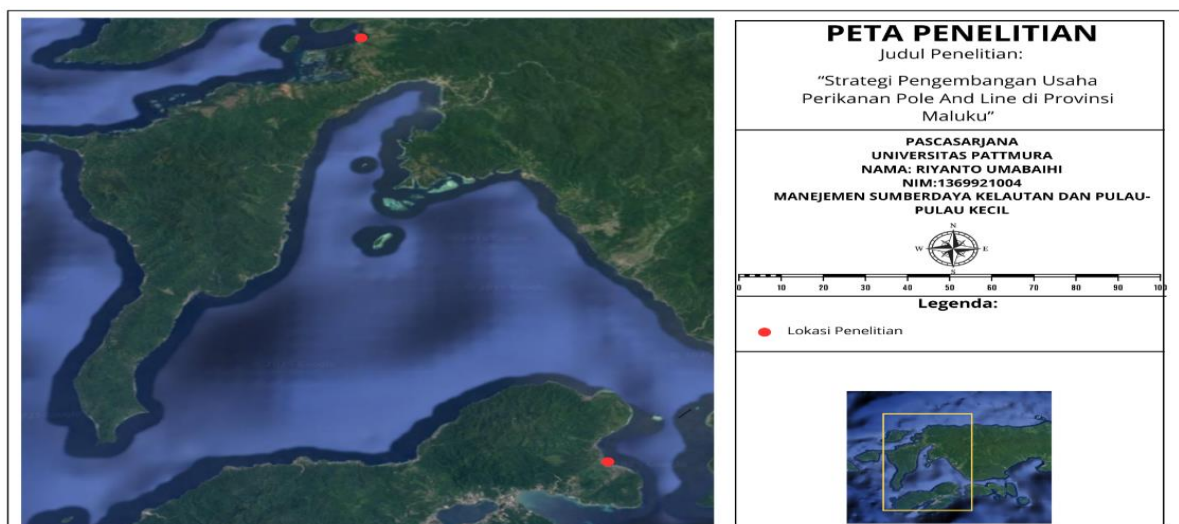 PETA PENELITIAN
Judul Penelitian:
“Strategi Pengembangan Usaha
Perikanan Pole And Line di Provinsi
Maluku”
PASCASARJANA
UNIVERSITAS PATTMURA
NAMA: RIYANTO UMABAIHI
NIM:1369921004
MANEJEMEN SUMBERDAYA KELAUTAN DAN PULAU-
PULAU KECIL
N
W E
S
0 10 20 30 40 50 60 70 80 90 100
Legenda:
Lokasi Penelitian